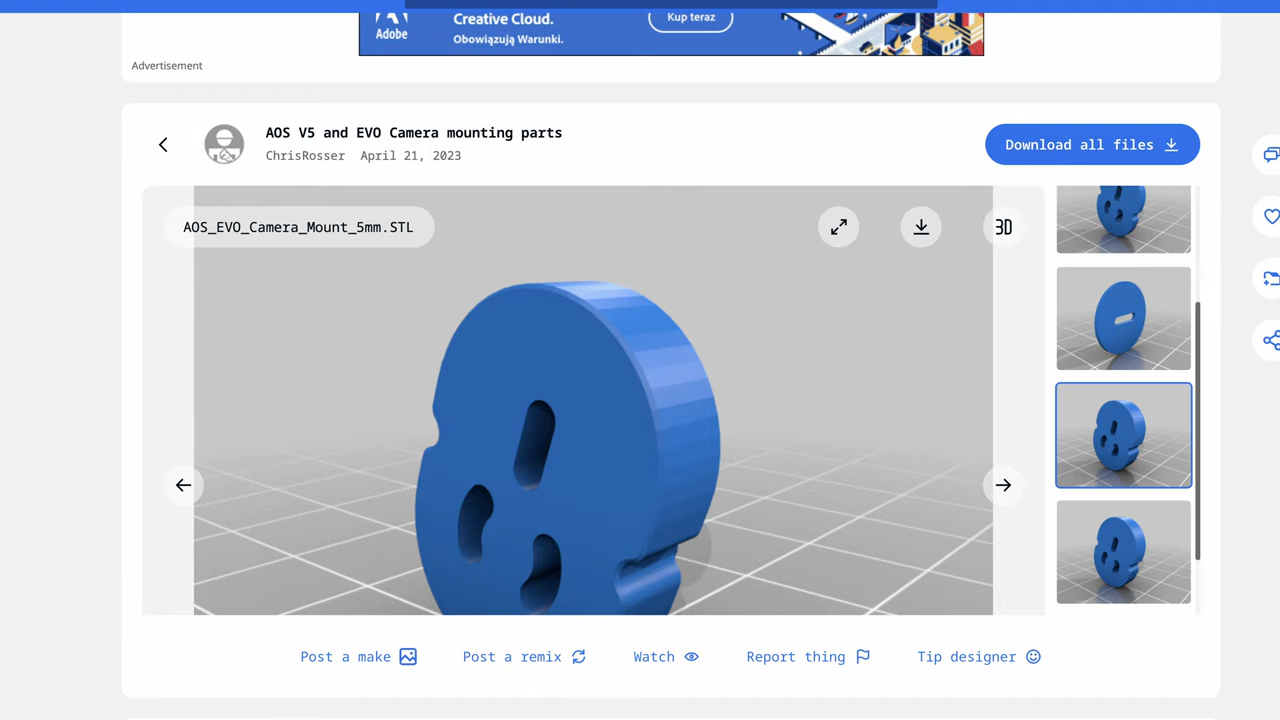 Creative Cloud.
Kup teraz
Adobe
Obowiązują Warunki.
Advertisement
AOS V5 and EVO Camera mounting parts
ChrisRosser April 21, 2023
Download all files
AOS_EVO_Camera_Mount_5mm.STL
3D
Post a make
Post a remix
Watch
Report thing
Tip designer